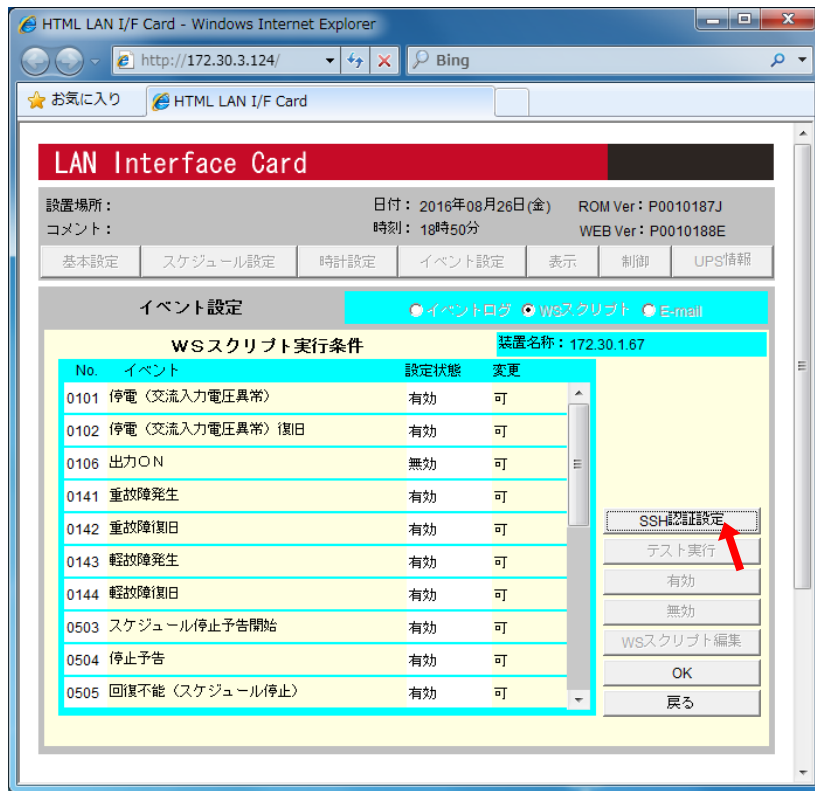 HTML LAN I/F Card - Windows Internet Explorer
http://172.30.3.124/
Bing
お気に入り
HTML LAN I/F Card
LAN Interface Card
設置場所： 日付： 2016年08月26日(金) ROM Ver： P0010187J
コメント： 時刻： 18時50分 WEB Ver： P0010188E
基本設定 スケジュール設定 時計設定 イベント設定 表示 制御 UPS情報
イベント設定 イベントログ WSスクリプト E-mail
WSスクリプト実行条件 装置名称： 172.30.1.67
No. イベント 設定状態 変更
0101 停電（交流入力電圧異常） 有効 可
0102 停電（交流入力電圧異常）復旧 有効 可
0106 出力ＯＮ 無効 可
0141 重故障発生 有効 可
0142 重故障復旧 有効 可
0143 軽故障発生 有効 可
0144 軽故障復旧 有効 可
0503 スケジュール停止予告開始 有効 可
0504 停止予告 有効 可
0505 回復不能（スケジュール停止） 有効 可
SSH認証設定
テスト実行
有効
無効
WSスクリプト編集
OK
戻る